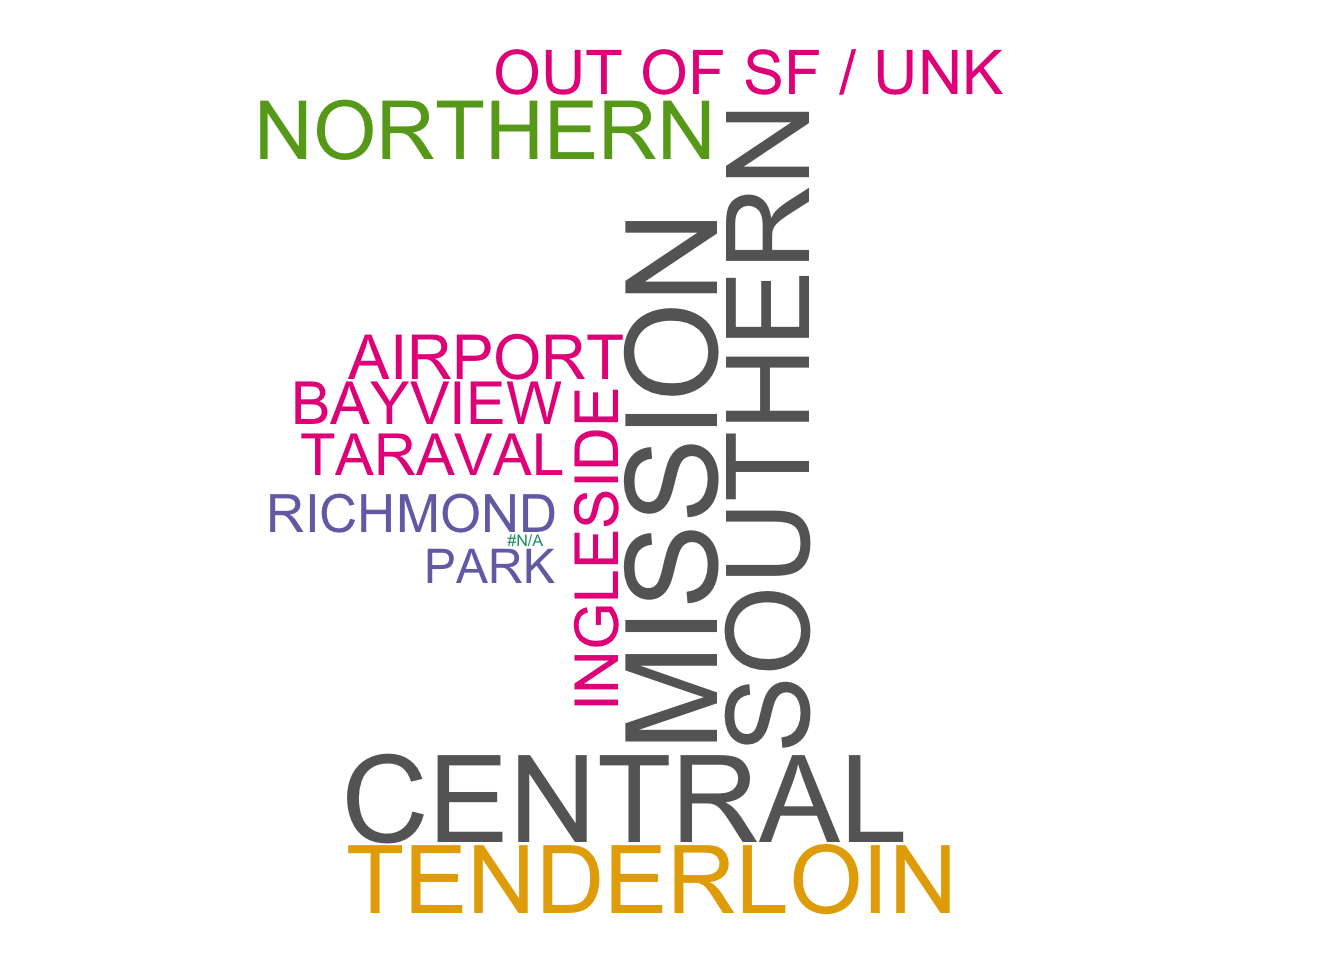 OUT OF SF / UNK
NORTHERN
SOUTHERN
MISSION
AIRPORT
BAYVIEW
TARAVAL
INGLESIDE
RICHMOND
#N/A
PARK
CENTRAL
TENDERLOIN